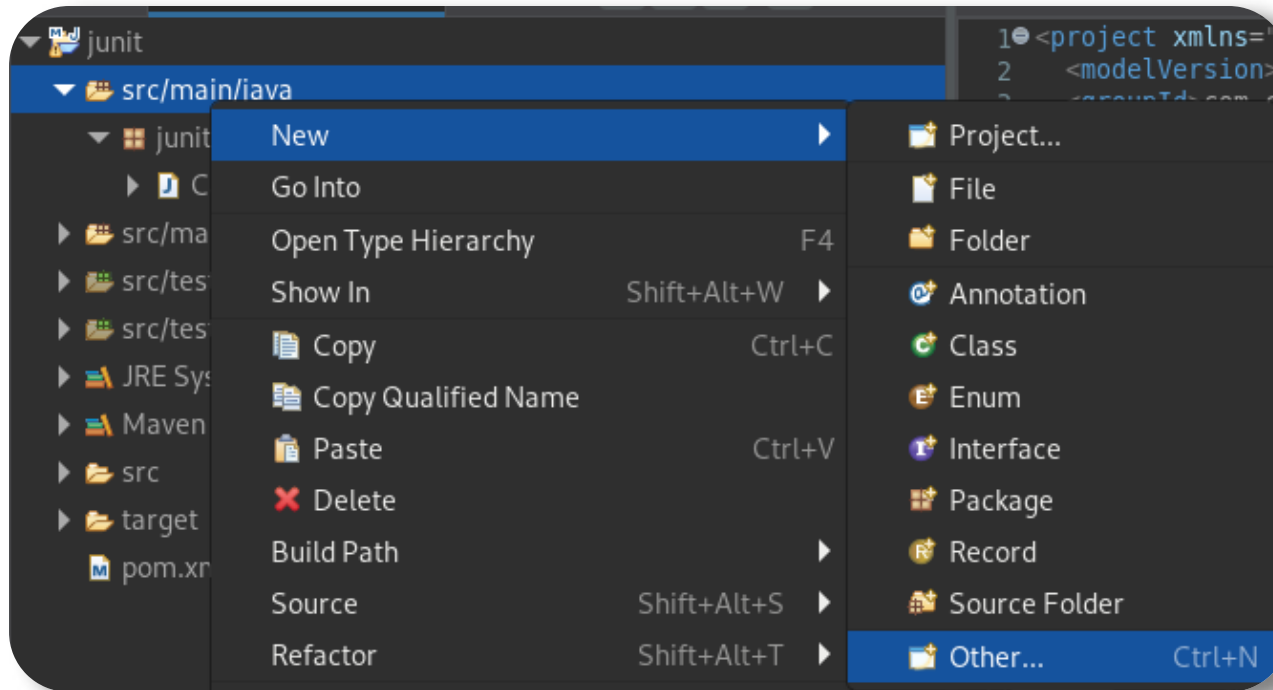 junit
src/main/java
junit
C
src/ma
src/tes
src/tes
JRE Sys
Maven
src
target
pom.xm
New
Go Into
Open Type Hierarchy F4
Show In Shift+Alt+W
Copy Ctrl+C
Copy Qualified Name
Paste Ctrl+V
Delete
Build Path
Source Shift+Alt+S
Refactor Shift+Alt+T
Project...
File
Folder
Annotation
Class
Enum
Interface
Package
Record
Source Folder
Other... Ctrl+N
1 <project xmlns="
2 <modelVersion>
<groupId>com